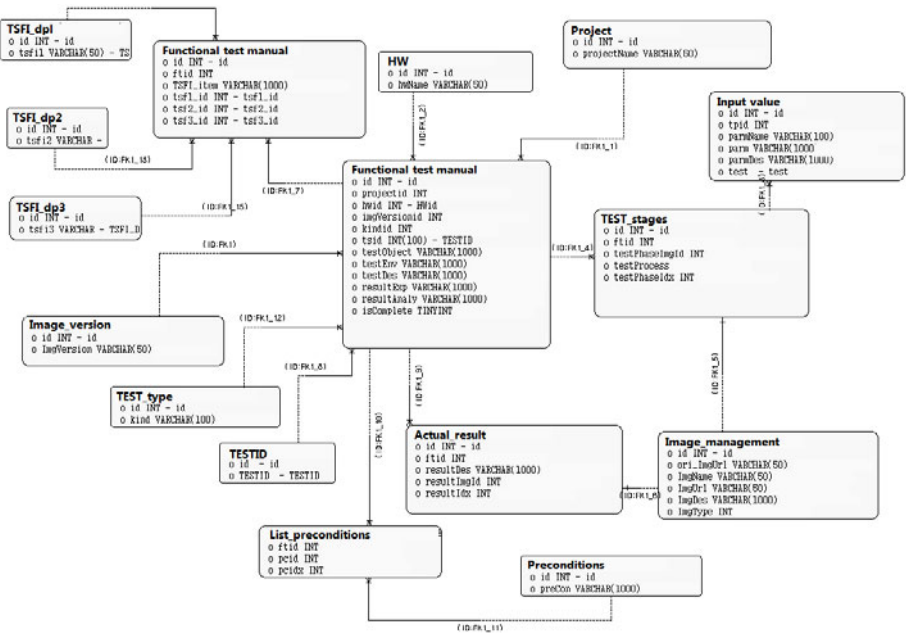 TSFI_dpl
o id INT - id
o tsfi1 VARCHAR(50) - TS
Functional test manual
o id INT - id
o ftid INT
o TSFI_item VARCHAR(1000)
o tsf1_id INT - tsf1_id
o tsf2_id INT - tsf2_id
o tsf3_id INT - tsf3_id
HW
o id INT - id
o hwName VARCHAR(50)
Project
o id INT - id
o projectName VARCHAR(50)
Input value
o id INT - id
o tpid INT
o parmName VARCHAR(100)
o parm VARCHAR(1000
o parmDes VARCHAR(1000)
o test - test
TSFI_dp2
o id INT - id
o tsfi2 VARCHAR -
(ID:FK1_2)
(ID:FK1_1)
(ID:FK1_13)
(ID:FK1_7)
TSFI_dp3
o id INT - id
o tsfi3 VARCHAR - TSFI_D
(ID:FK1_15)
Functional test manual
o id INT - id
o projectid INT
o hwid INT - HWid
o imgVersionid INT
o kindid INT
o tsid INT(100) - TESTID
o testObject VARCHAR(1000)
o testEnv VARCHAR(1000)
o testDes VARCHAR(1000)
o resultExp VARCHAR(1000)
o resultAnaly VARCHAR(1000)
o isComplete TINYINT
TEST_stages
o id INT - id
o ftid INT
o testPhaseImgId INT
o testProcess
o testPhaseIdx INT
(ID:FK1)
(ID:FK1_4)
Image_version
o id INT - id
o ImgVersion VARCHAR(50)
(ID:FK1_12)
(ID:FK1_8)
(ID:FK1_9)
(ID:FK1_5)
TEST_type
o id INT - id
o kind VARCHAR(100)
(ID:FK1_10)
TESTID
o id - id
o TESTID - TESTID
Actual_result
o id INT - id
o ftid INT
o resultDes VARCHAR(1000)
o resultImgId INT
o resultIdx INT
(ID:FK1_6)
Image_management
o id INT - id
o ori_ImgUrl VARCHAR(50)
o ImgName VARCHAR(50)
o ImgUrl VARCHAR(50)
o ImgDes VARCHAR(1000)
o ImgType INT
List_preconditions
o ftid INT
o pcid INT
o pcidx INT
Preconditions
o id INT - id
o preCon VARCHAR(1000)
(ID:FK1_11)